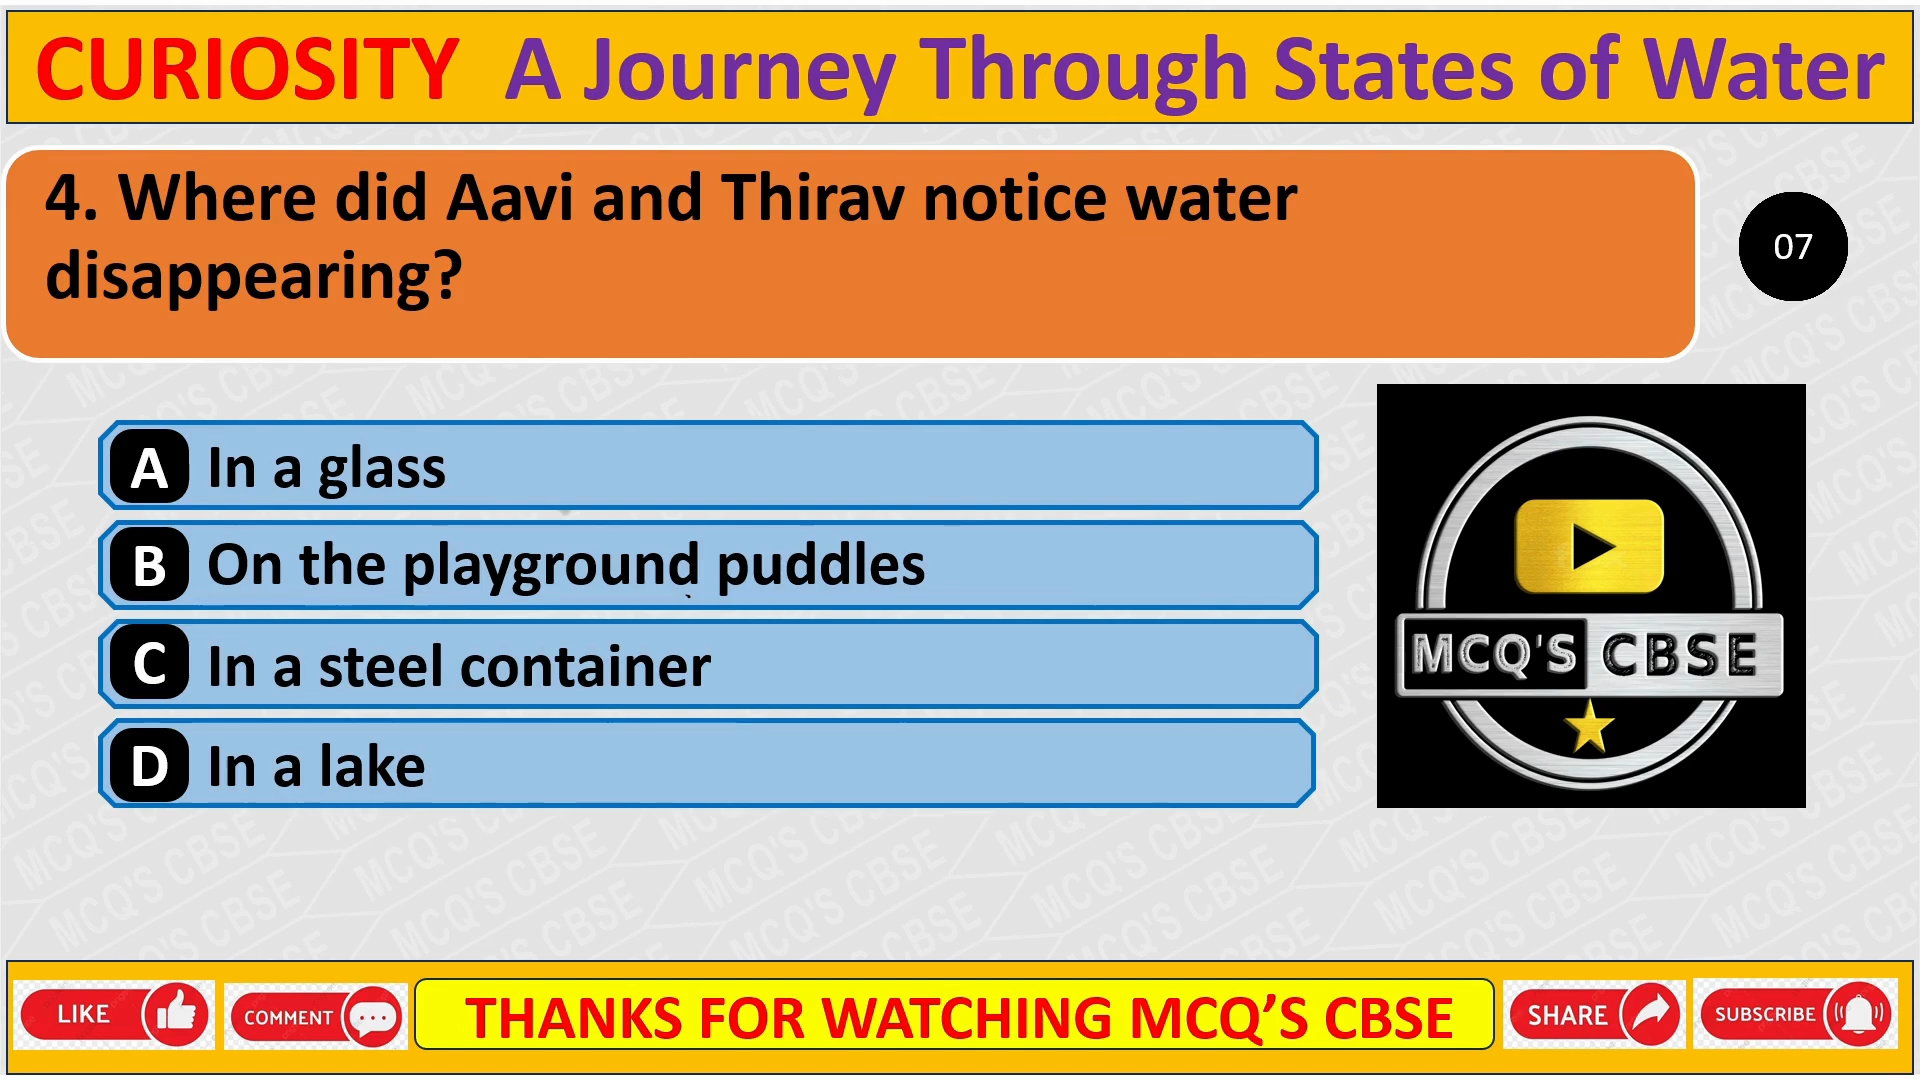 CURIOSITY A Journey Through States of Water
4. Where did Aavi and Thirav notice water
disappearing?
07
A In a glass
B On the playground puddles
C In a steel container
D In a lake
MCQ'S CBSE
LIKE
COMMENT
THANKS FOR WATCHING MCQ’S CBSE
SHARE
SUBSCRIBE